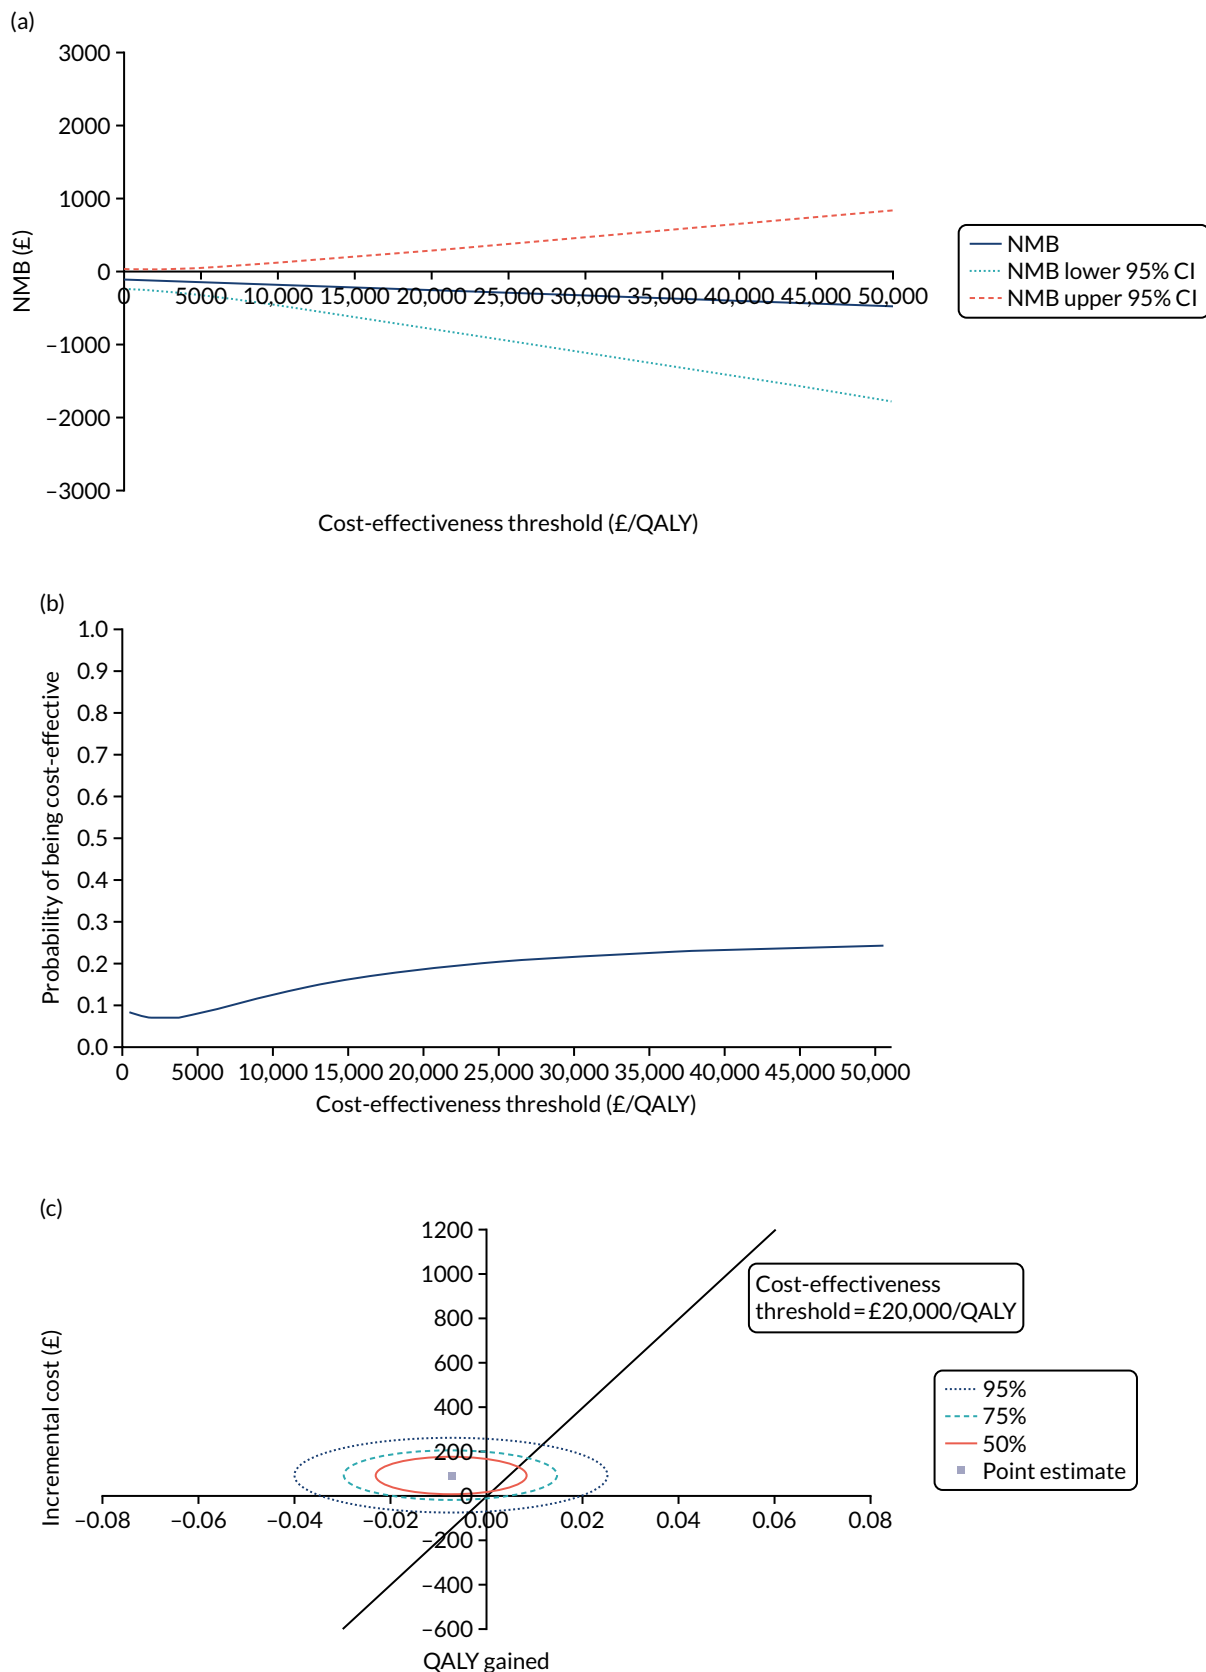 (a)
3000
2000
1000
0
–1000
–2000
–3000
NMB (£)
0 5000 10,000 15,000 20,000 25,000 30,000 35,000 40,000 45,000 50,000
Cost-effectiveness threshold (£/QALY)
NMB
NMB lower 95% CI
NMB upper 95% CI
(b)
1.0
0.9
0.8
0.7
0.6
0.5
0.4
0.3
0.2
0.1
0.0
Probability of being cost-effective
0 5000 10,000 15,000 20,000 25,000 30,000 35,000 40,000 45,000 50,000
Cost-effectiveness threshold (£/QALY)
(c)
1200
1000
800
600
400
200
0
–200
–400
–600
Incremental cost (£)
–0.08 –0.06 –0.04 –0.02 0.00 0.02 0.04 0.06 0.08
QALY gained
Cost-effectiveness
threshold = £20,000/QALY
95%
75%
50%
Point estimate